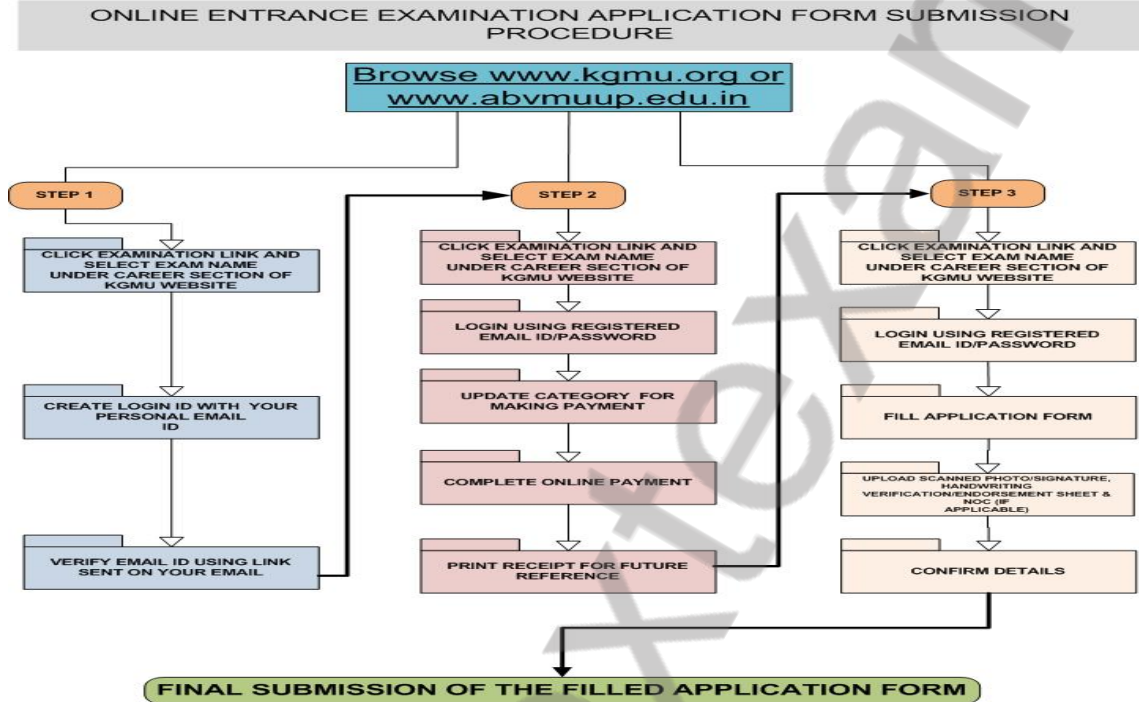 ONLINE ENTRANCE EXAMINATION APPLICATION FORM SUBMISSION
PROCEDURE
Browse www.kgmu.org or
www.abvmuup.edu.in
STEP 1
CLICK EXAMINATION LINK AND
SELECT EXAM NAME
UNDER CAREER SECTION OF
KGMU WEBSITE
CREATE LOGIN ID WITH YOUR
PERSONAL EMAIL
ID
VERIFY EMAIL ID USING LINK
SENT ON YOUR EMAIL
STEP 2
CLICK EXAMINATION LINK AND
SELECT EXAM NAME
UNDER CAREER SECTION OF
KGMU WEBSITE
LOGIN USING REGISTERED
EMAIL ID/PASSWORD
UPDATE CATEGORY FOR
MAKING PAYMENT
COMPLETE ONLINE PAYMENT
PRINT RECEIPT FOR FUTURE
REFERENCE
STEP 3
CLICK EXAMINATION LINK AND
SELECT EXAM NAME
UNDER CAREER SECTION OF
KGMU WEBSITE
LOGIN USING REGISTERED
EMAIL ID/PASSWORD
FILL APPLICATION FORM
UPLOAD SCANNED PHOTO/SIGNATURE,
HANDWRITING
VERIFICATION/ENDORSEMENT SHEET &
NOC (IF
APPLICABLE)
CONFIRM DETAILS
FINAL SUBMISSION OF THE FILLED APPLICATION FORM